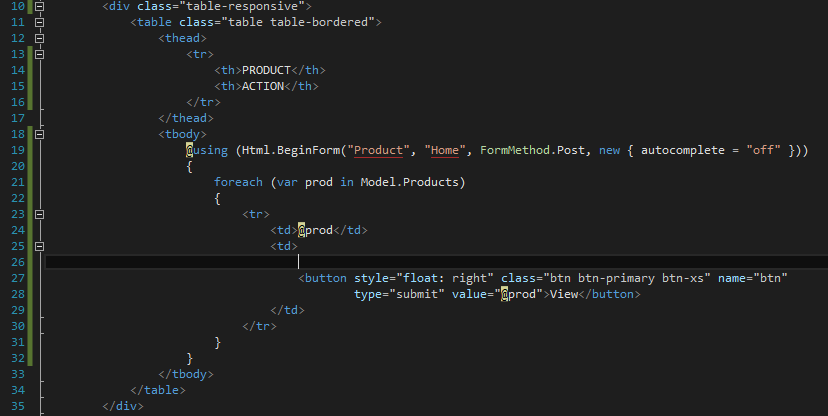 10 <div class="table-responsive">
11 <table class="table table-bordered">
12 <thead>
13 <tr>
14 <th>PRODUCT</th>
15 <th>ACTION</th>
16 </tr>
17 </thead>
18 <tbody>
19 @using (Html.BeginForm("Product", "Home", FormMethod.Post, new { autocomplete = "off" }))
20 {
21 foreach (var prod in Model.Products)
22 {
23 <tr>
24 <td>@prod</td>
25 <td>
26
27 <button style="float: right" class="btn btn-primary btn-xs" name="btn"
28 type="submit" value="@prod">View</button>
29 </td>
30 </tr>
31 }
32 }
33 </tbody>
34 </table>
35 </div>